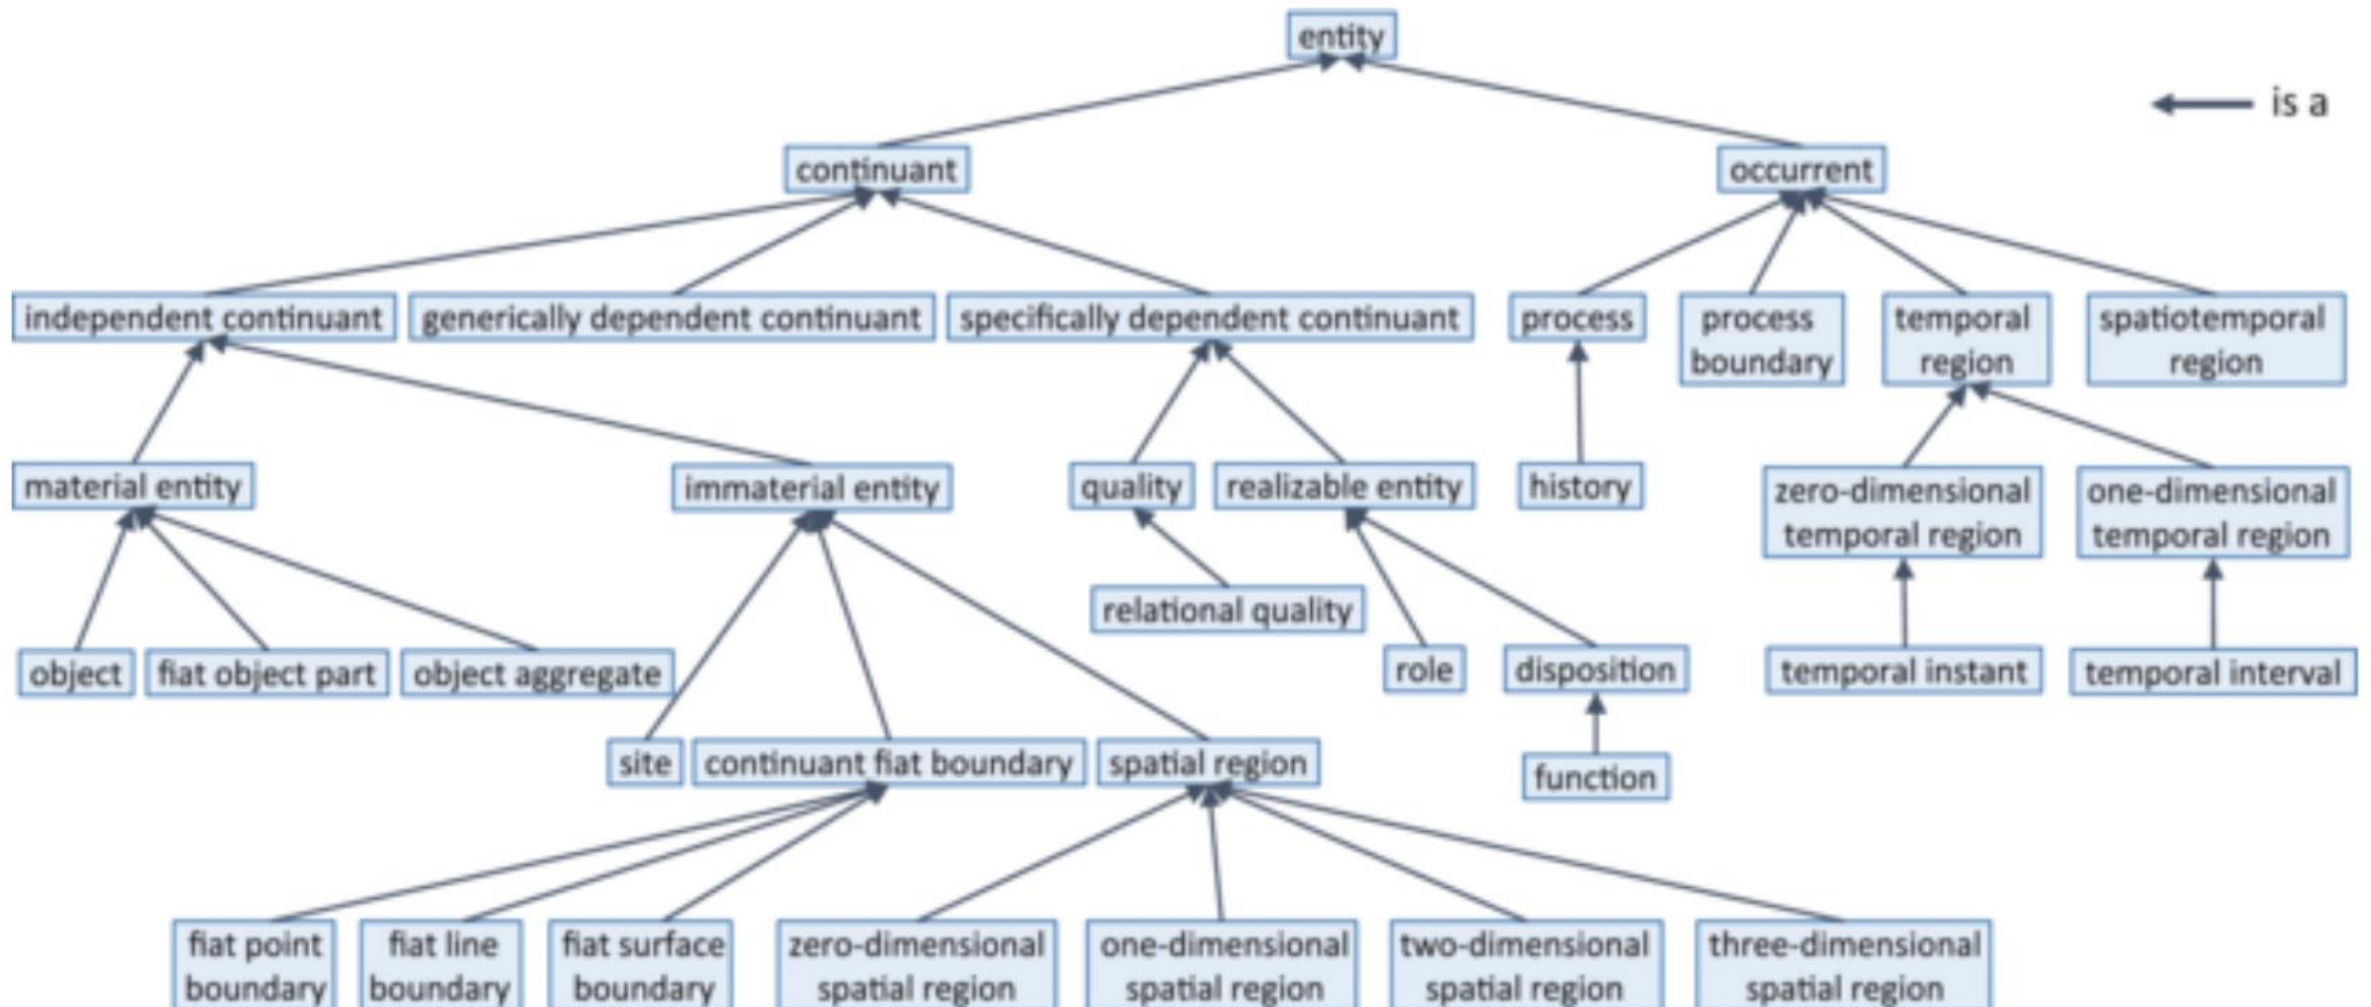 entity
is a
continuant
occurrent
independent continuant
generically dependent continuant
specifically dependent continuant
process
process
boundary
temporal
region
spatiotemporal
region
material entity
immaterial entity
quality
realizable entity
history
zero-dimensional
temporal region
one-dimensional
temporal region
relational quality
object
fiat object part
object aggregate
role
disposition
temporal instant
temporal interval
site
continuant fiat boundary
spatial region
function
fiat point
boundary
fiat line
boundary
fiat surface
boundary
zero-dimensional
spatial region
one-dimensional
spatial region
two-dimensional
spatial region
three-dimensional
spatial region